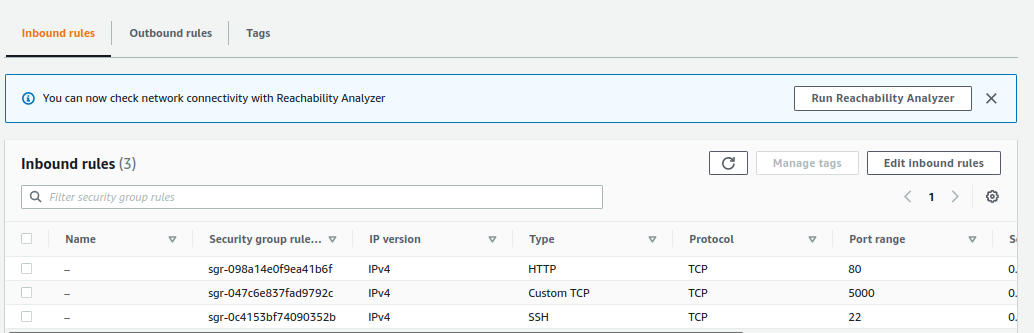 Inbound rules Outbound rules Tags
You can now check network connectivity with Reachability Analyzer Run Reachability Analyzer
Inbound rules (3) Manage tags Edit inbound rules
Filter security group rules 1
Name Security group rule... IP version Type Protocol Port range
– sgr-098a14e0f9ea41b6f IPv4 HTTP TCP 80 0.
– sgr-047c6e837fad9792c IPv4 Custom TCP TCP 5000 0.
– sgr-0c4153bf74090352b IPv4 SSH TCP 22 0.